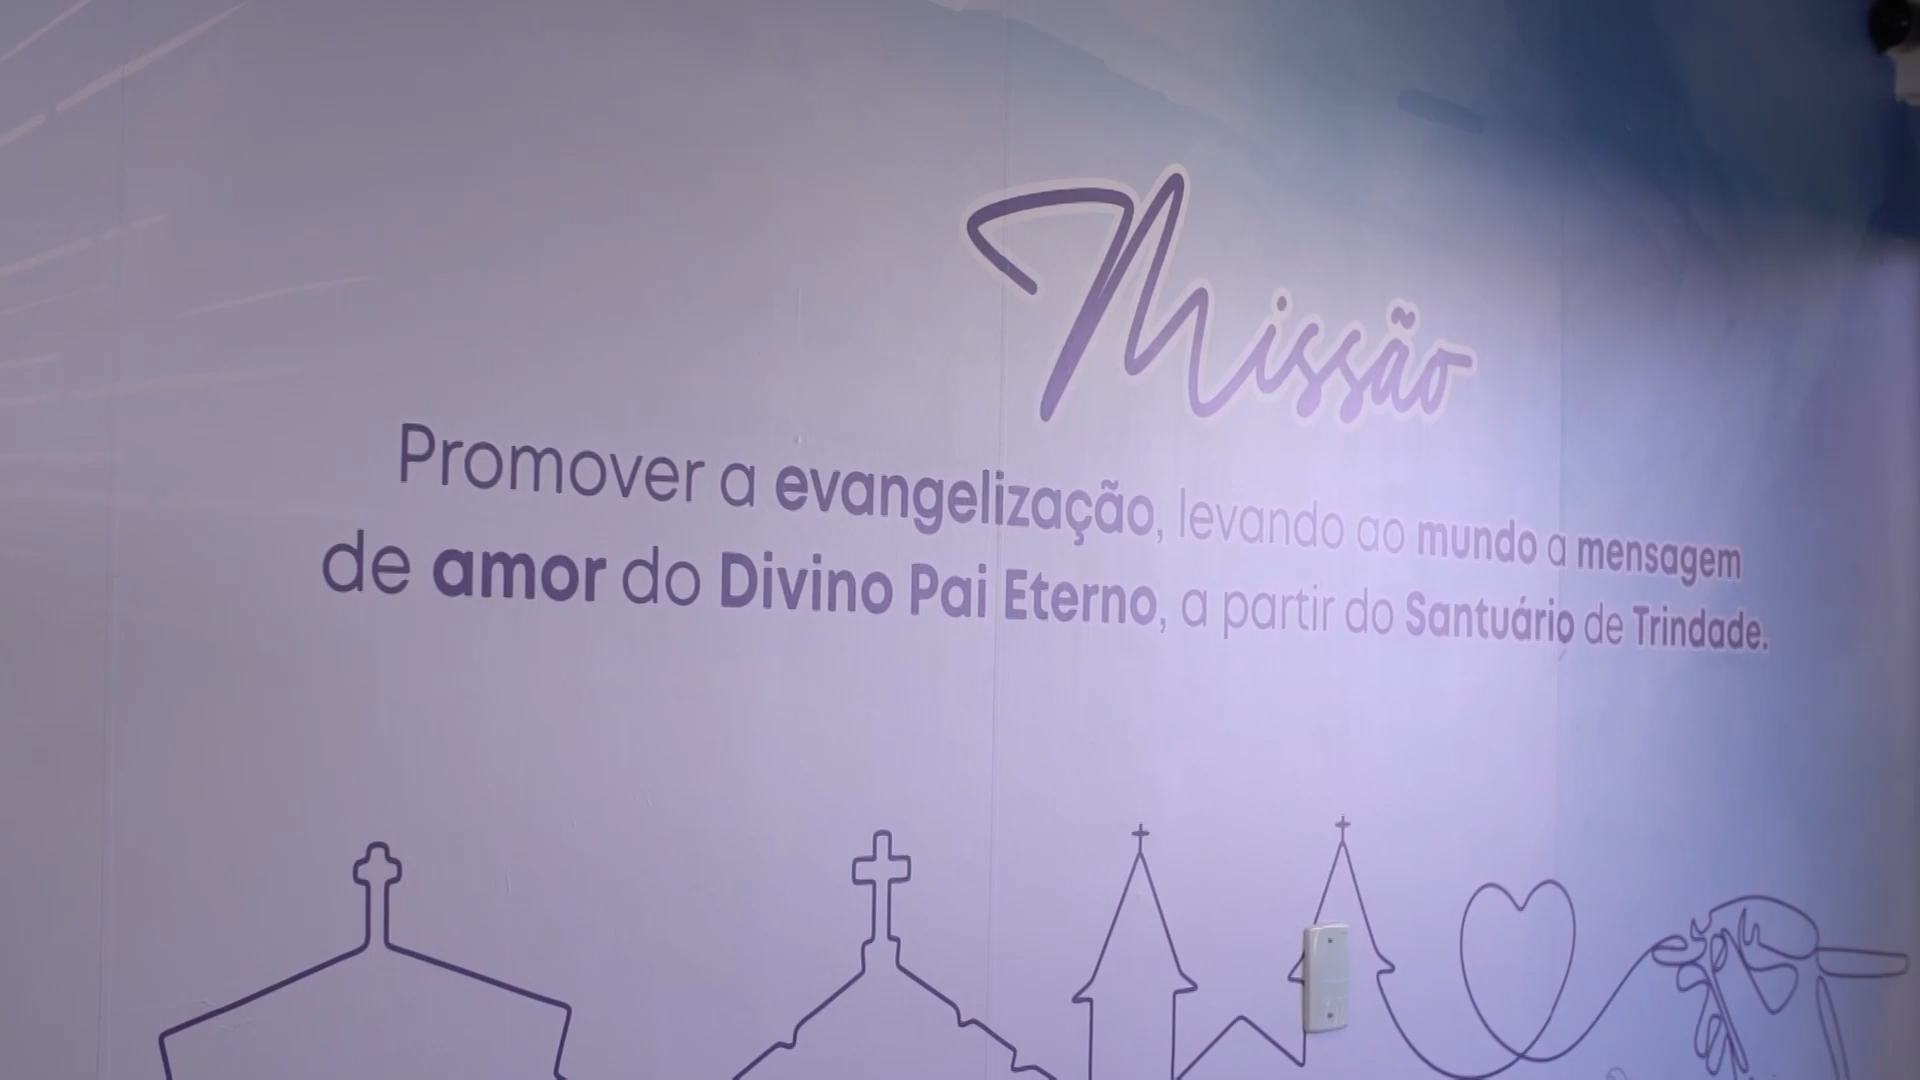 Missão
Promover a evangelização, levando ao mundo a mensagem
de amor do Divino Pai Eterno, a partir do Santuário de Trindade.